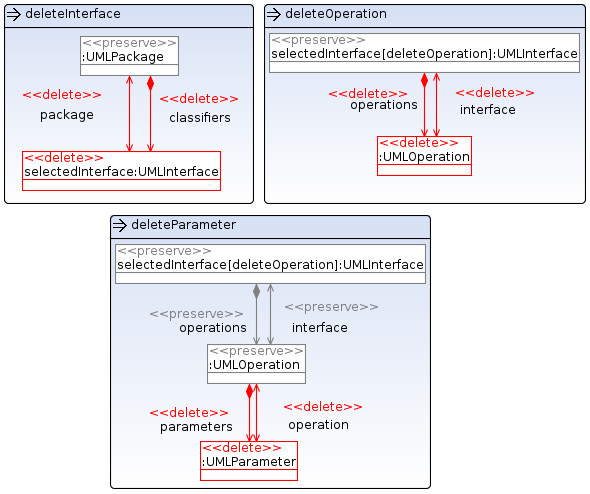 deleteInterface
<<preserve>>
:UMLPackage
<<delete>>
package
<<delete>>
classifiers
<<delete>>
selectedInterface:UMLInterface
deleteOperation
<<preserve>>
selectedInterface[deleteOperation]:UMLInterface
<<delete>>
operations
<<delete>>
interface
<<delete>>
:UMLOperation
deleteParameter
<<preserve>>
selectedInterface[deleteOperation]:UMLInterface
<<preserve>>
operations
<<preserve>>
interface
<<preserve>>
:UMLOperation
<<delete>>
parameters
<<delete>>
operation
<<delete>>
:UMLParameter